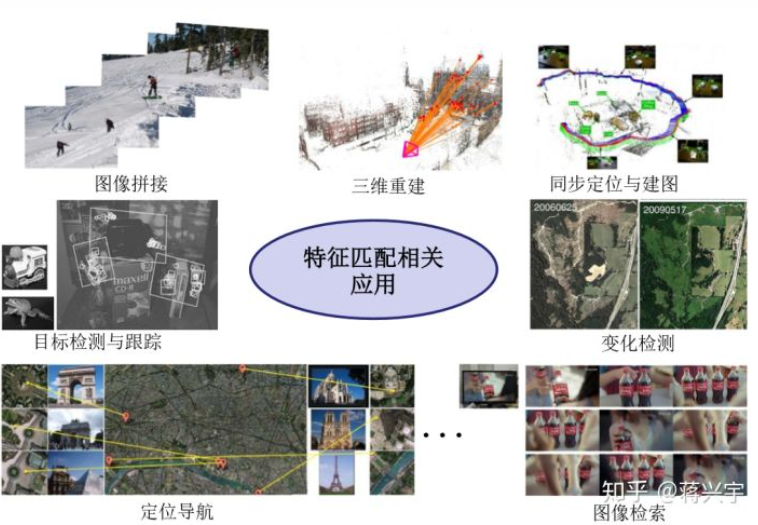 图像拼接
三维重建
同步定位与建图
20060625
20090517
特征匹配相关
应用
maxell
目标检测与跟踪
变化检测
...
定位导航
图像检索
知乎 @蒋兴宇